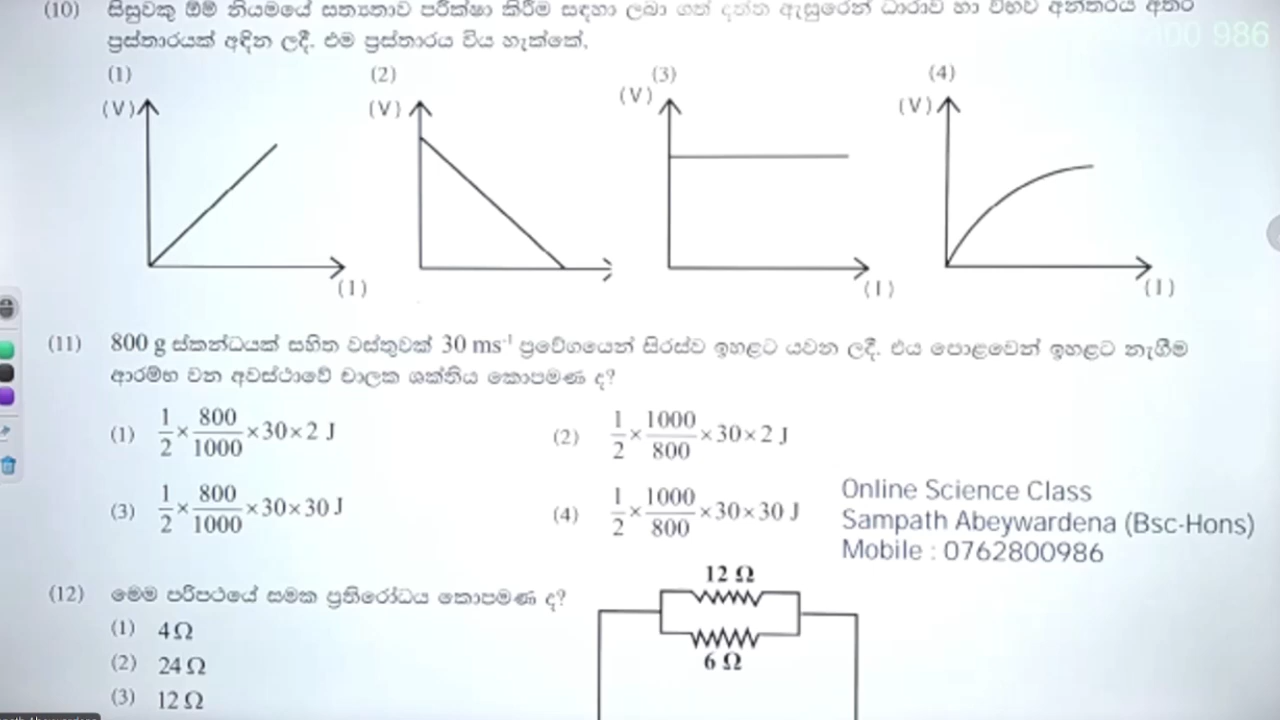 (10) සිසුවකු ඕම් නියමයේ සත්‍යතාව පරීක්ෂා කිරීම සඳහා ලබා ගත් දත්ත ඇසුරෙන් ධාරාව හා විභව අන්තරය අතර
ප්‍රස්තාරයක් අඳින ලදී. එම ප්‍රස්තාරය විය හැක්කේ,
00 986
(1) (2) (3) (4)
(V) (V) (V) (V)
(I) (I) (I)
(11) 800 g ස්කන්ධයක් සහිත වස්තුවක් 30 ms⁻¹ ප්‍රවේගයෙන් සිරස්ව ඉහළට යවන ලදී. එය පොළවෙන් ඉහළට නැගීම
ආරම්භ වන අවස්ථාවේ චාලක ශක්තිය කොපමණ ද?
(1) 1/2 × 800/1000 × 30 × 2 J (2) 1/2 × 1000/800 × 30 × 2 J
(3) 1/2 × 800/1000 × 30 × 30 J (4) 1/2 × 1000/800 × 30 × 30 J
Online Science Class
Sampath Abeywardena (Bsc-Hons)
Mobile : 0762800986
(12) මෙම පරිපථයේ සමක ප්‍රතිරෝධය කොපමණ ද?
12 Ω
6 Ω
(1) 4 Ω
(2) 24 Ω
(3) 12 Ω